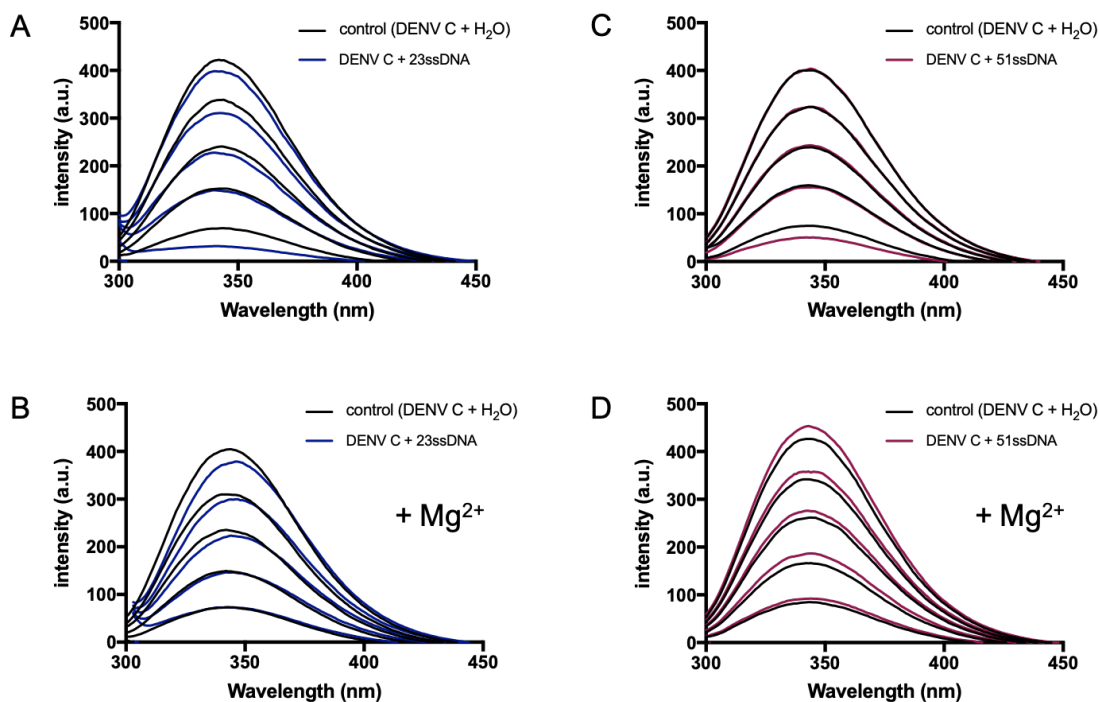 A
control (DENV C + H₂O)
DENV C + 23ssDNA
intensity (a.u.)
500
400
300
200
100
0
300
350
400
450
Wavelength (nm)
C
control (DENV C + H₂O)
DENV C + 51ssDNA
intensity (a.u.)
500
400
300
200
100
0
300
350
400
450
Wavelength (nm)
B
control (DENV C + H₂O)
DENV C + 23ssDNA
+ Mg²⁺
intensity (a.u.)
500
400
300
200
100
0
300
350
400
450
Wavelength (nm)
D
control (DENV C + H₂O)
DENV C + 51ssDNA
+ Mg²⁺
intensity (a.u.)
500
400
300
200
100
0
300
350
400
450
Wavelength (nm)